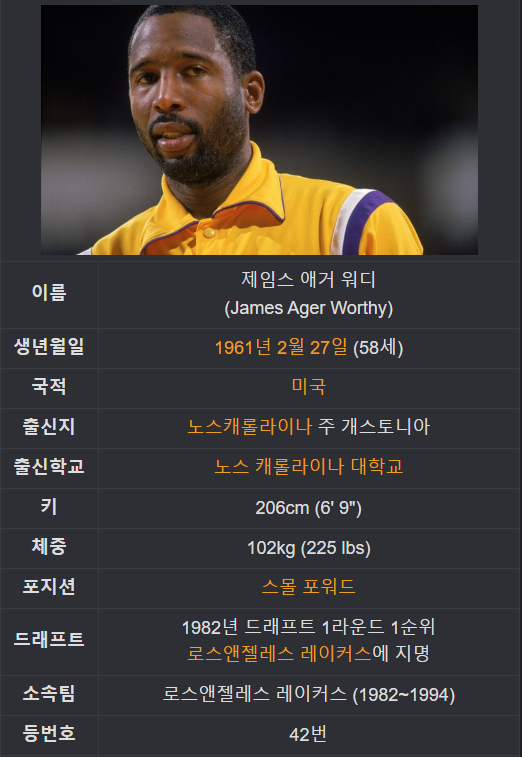 이름
제임스 애거 워디
(James Ager Worthy)
생년월일
1961년 2월 27일 (58세)
국적
미국
출신지
노스캐롤라이나 주 개스토니아
출신학교
노스 캐롤라이나 대학교
키
206cm (6' 9")
체중
102kg (225 lbs)
포지션
스몰 포워드
드래프트
1982년 드래프트 1라운드 1순위
로스앤젤레스 레이커스에 지명
소속팀
로스앤젤레스 레이커스 (1982~1994)
등번호
42번